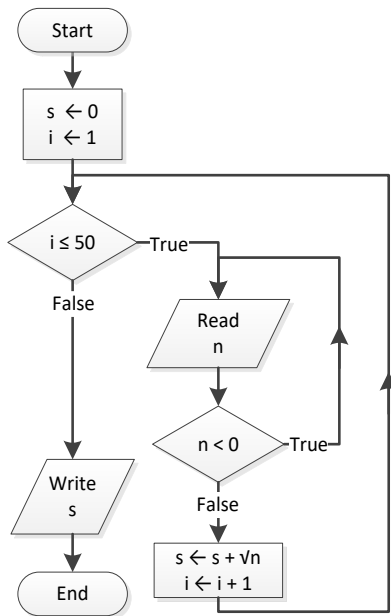 Start
s ← 0
i ← 1
i ≤ 50
True
False
Read
n
n < 0
True
False
s ← s + √n
i ← i + 1
Write
s
End